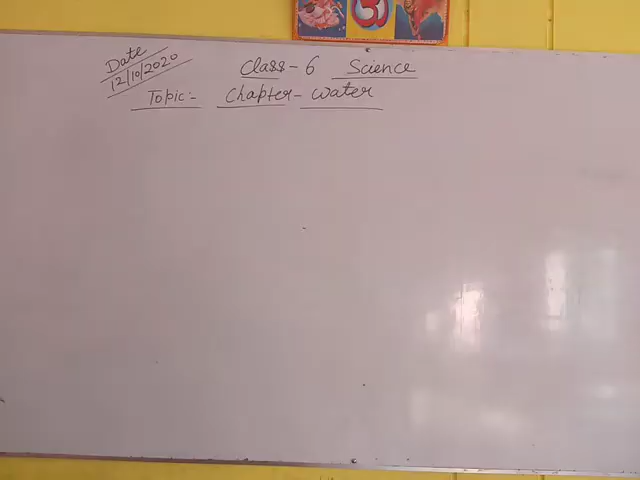 Date
12/10/2020
Class - 6 Science
Topic:- Chapter - Water